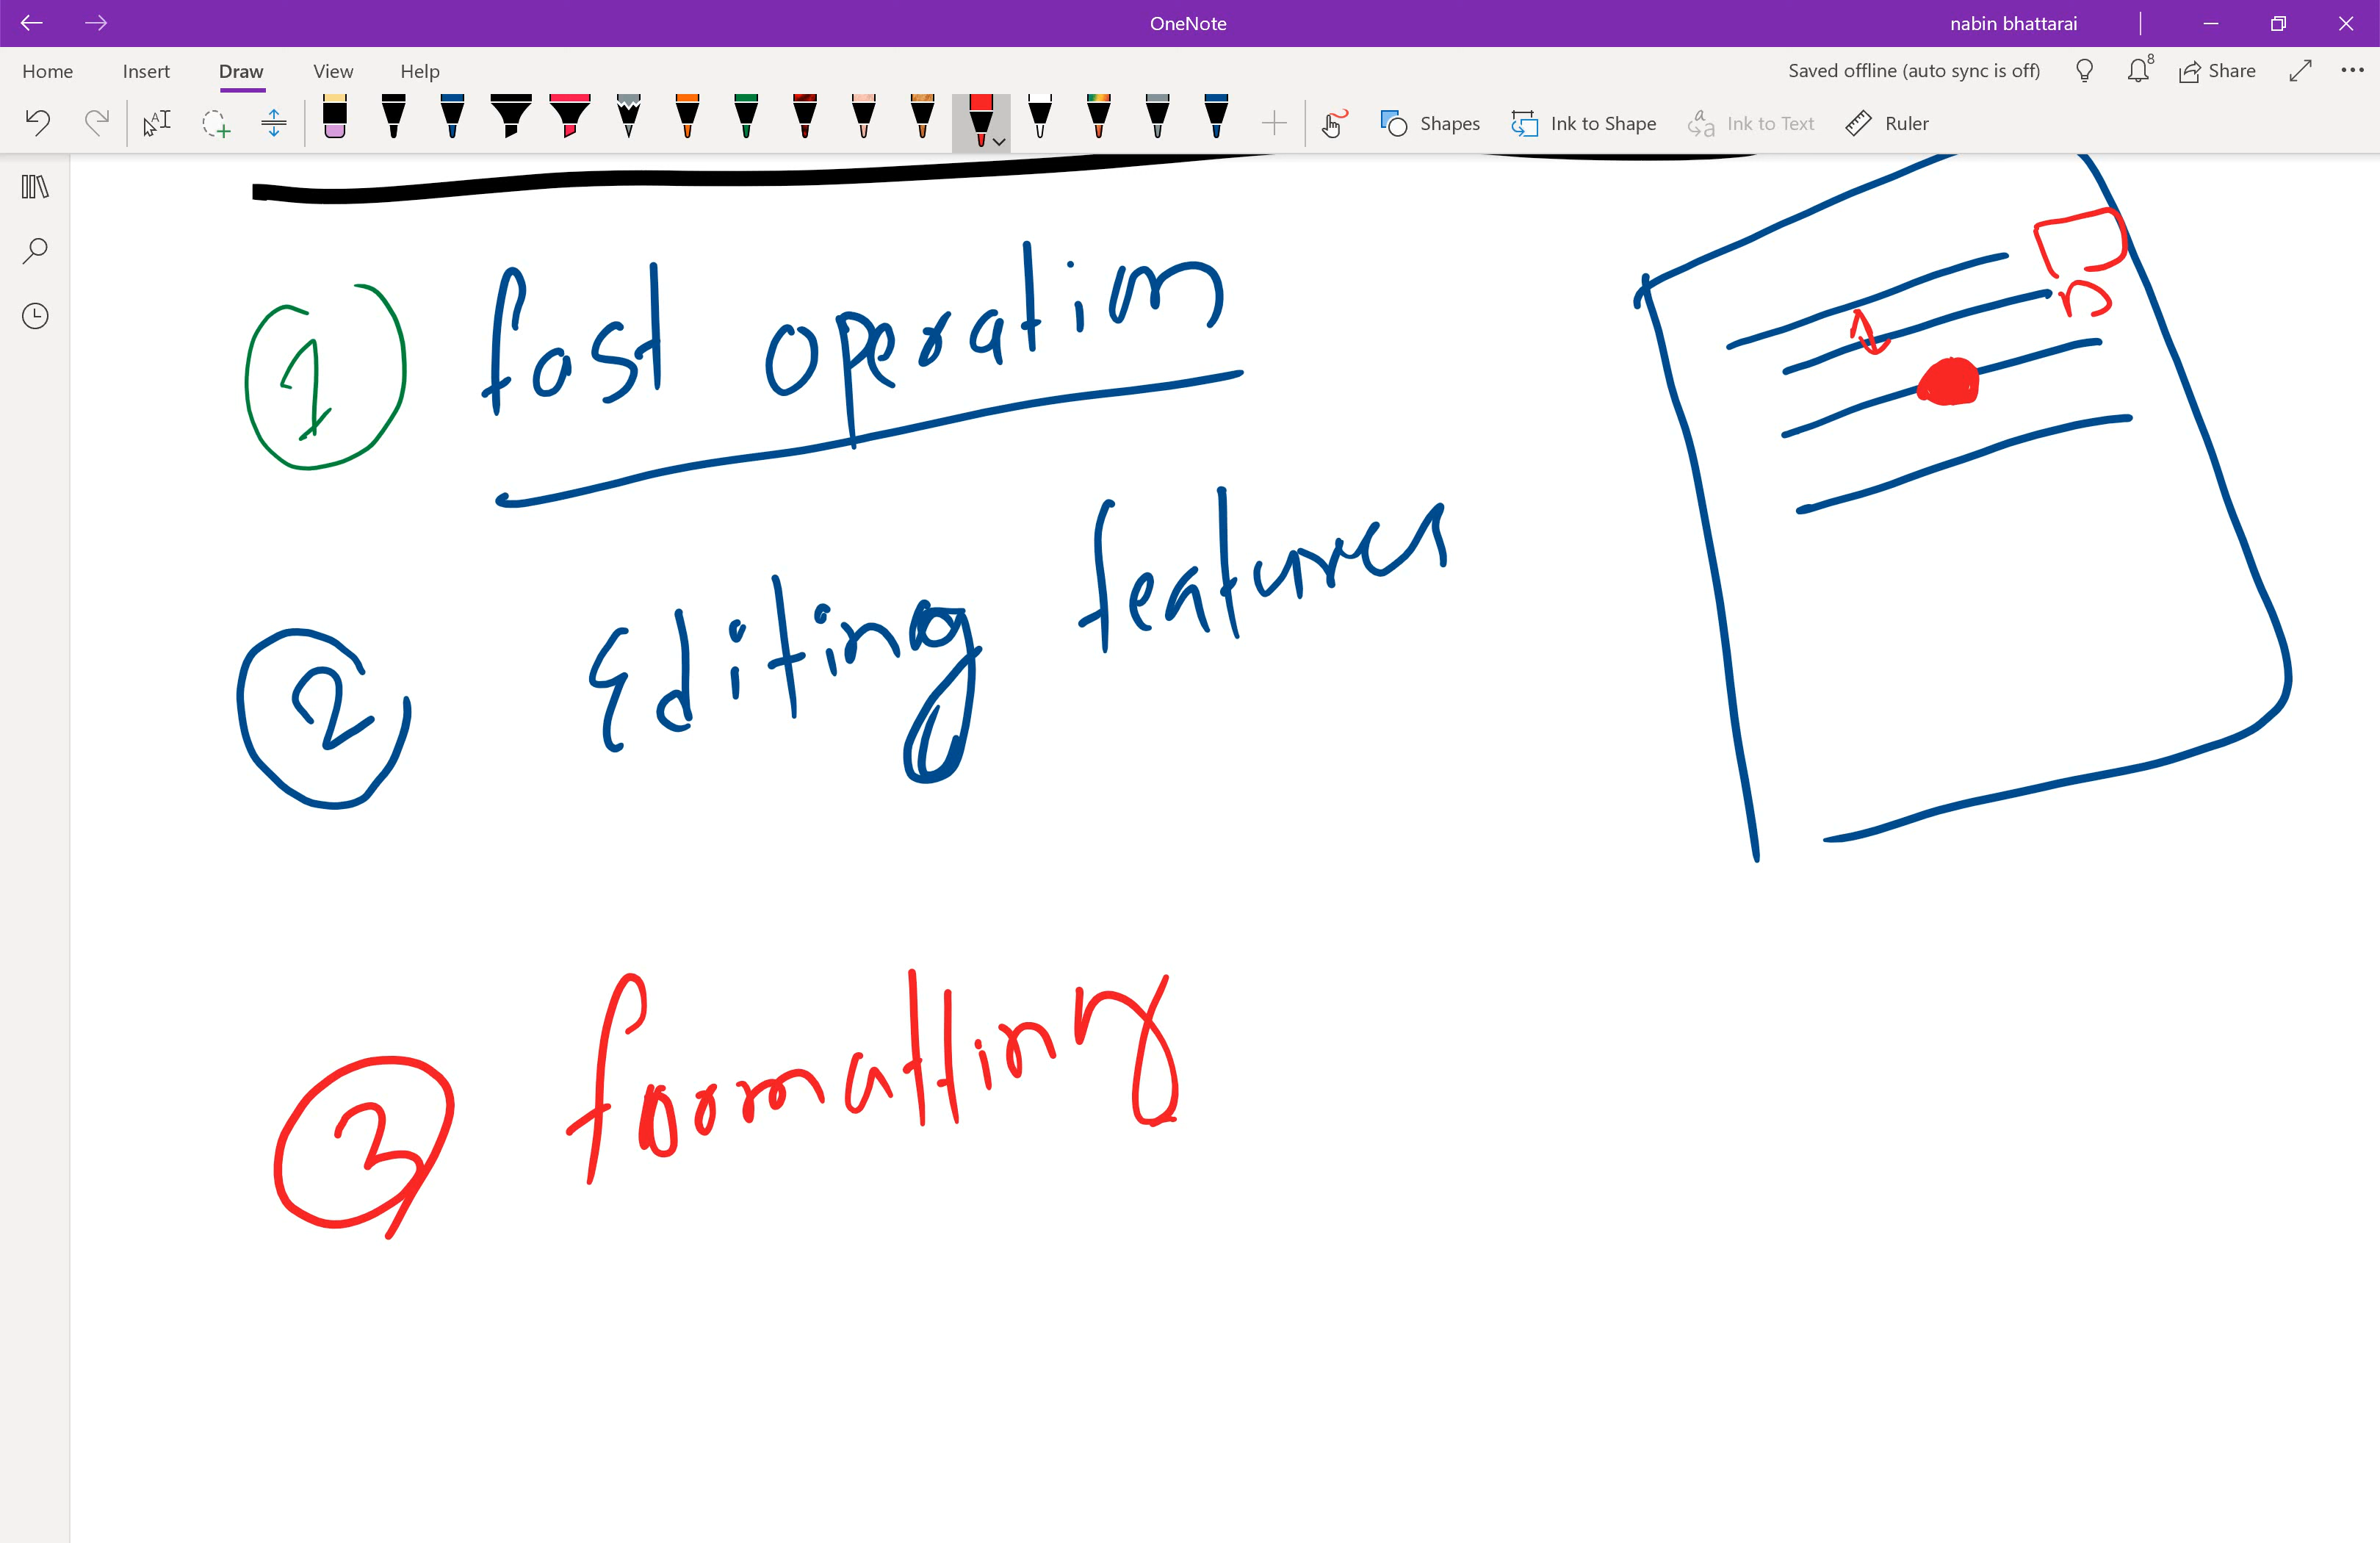 OneNote
nabin bhattarai
Home Insert Draw View Help
Saved offline (auto sync is off)
8
Share
Shapes
Ink to Shape
Ink to Text
Ruler
1 fast operation
2 Editing features
3 formatting